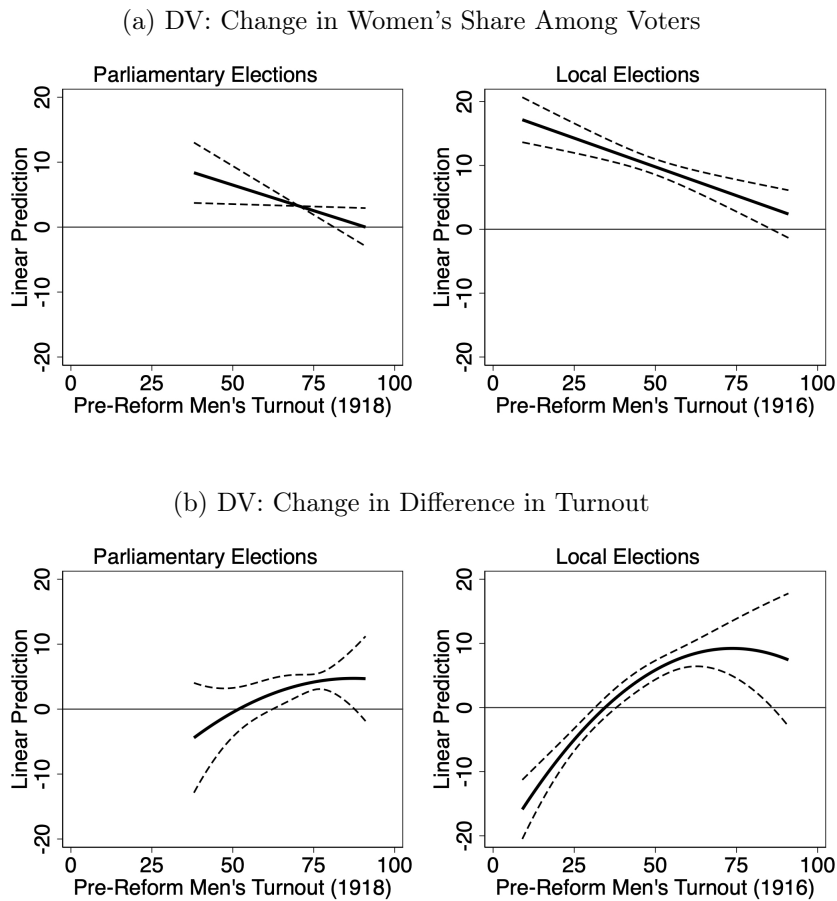 (a) DV: Change in Women's Share Among Voters
Parliamentary Elections
Linear Prediction
20
10
0
-10
-20
0 25 50 75 100
Pre-Reform Men's Turnout (1918)
Local Elections
Linear Prediction
20
10
0
-10
-20
0 25 50 75 100
Pre-Reform Men's Turnout (1916)
(b) DV: Change in Difference in Turnout
Parliamentary Elections
Linear Prediction
20
10
0
-10
-20
0 25 50 75 100
Pre-Reform Men's Turnout (1918)
Local Elections
Linear Prediction
20
10
0
-10
-20
0 25 50 75 100
Pre-Reform Men's Turnout (1916)